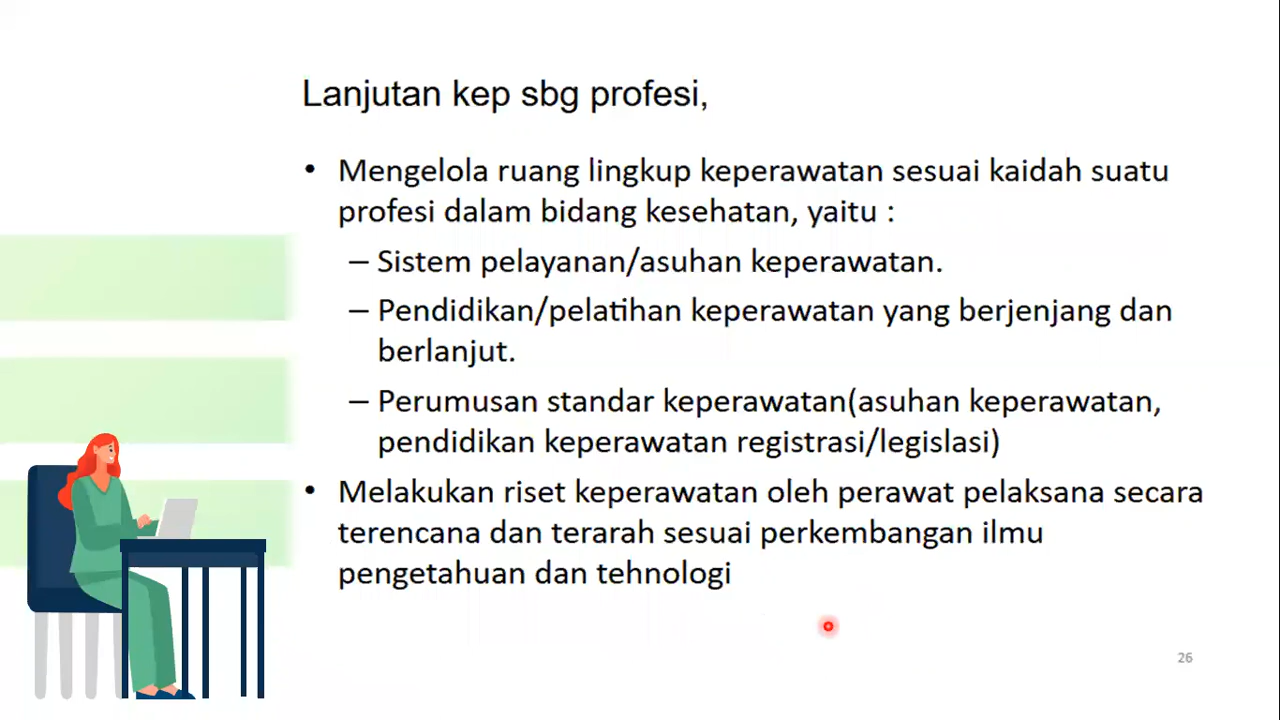 Lanjutan kep sbg profesi,
• Mengelola ruang lingkup keperawatan sesuai kaidah suatu
profesi dalam bidang kesehatan, yaitu :
– Sistem pelayanan/asuhan keperawatan.
– Pendidikan/pelatihan keperawatan yang berjenjang dan
berlanjut.
– Perumusan standar keperawatan(asuhan keperawatan,
pendidikan keperawatan registrasi/legislasi)
• Melakukan riset keperawatan oleh perawat pelaksana secara
terencana dan terarah sesuai perkembangan ilmu
pengetahuan dan tehnologi
26